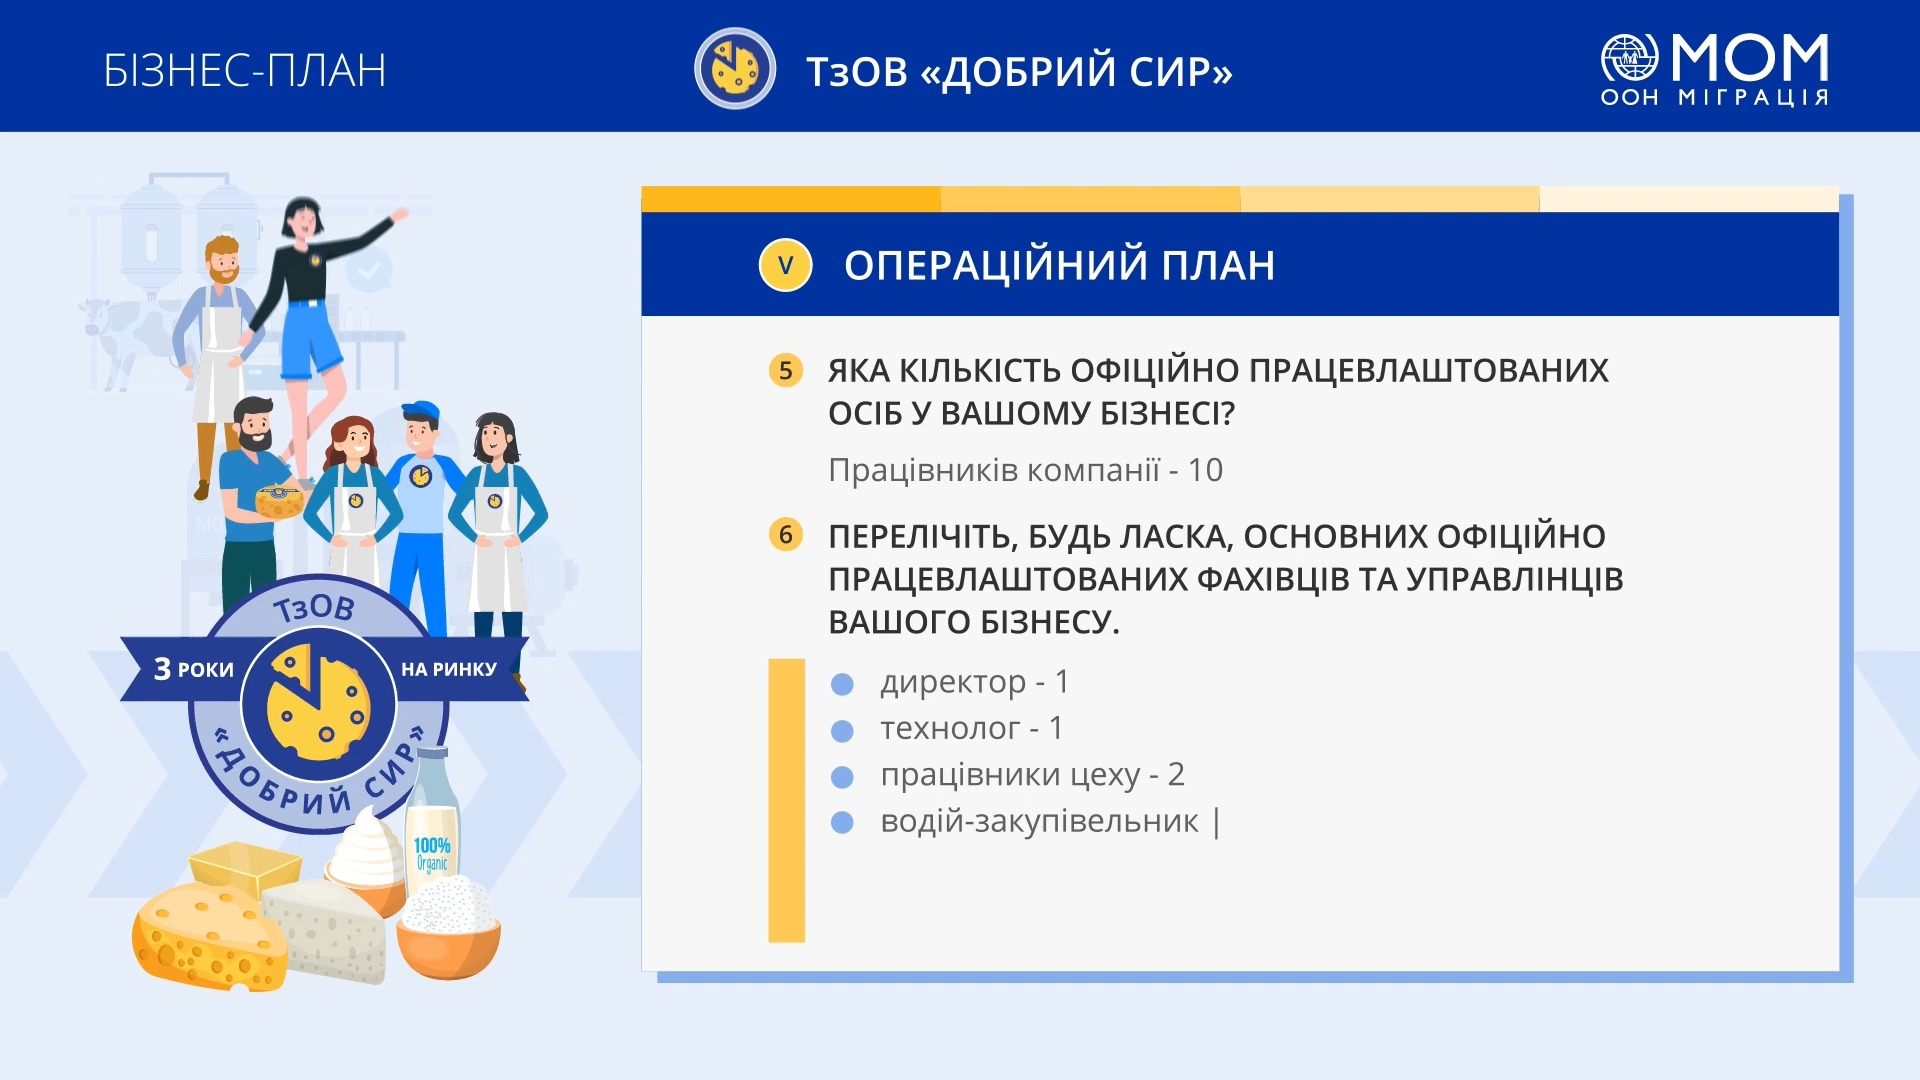 БІЗНЕС-ПЛАН
ТзОВ «ДОБРИЙ СИР»
МОМ
ООН МІГРАЦІЯ
V ОПЕРАЦІЙНИЙ ПЛАН
5 ЯКА КІЛЬКІСТЬ ОФІЦІЙНО ПРАЦЕВЛАШТОВАНИХ
ОСІБ У ВАШОМУ БІЗНЕСІ?
Працівників компанії - 10
6 ПЕРЕЛІЧІТЬ, БУДЬ ЛАСКА, ОСНОВНИХ ОФІЦІЙНО
ПРАЦЕВЛАШТОВАНИХ ФАХІВЦІВ ТА УПРАВЛІНЦІВ
ВАШОГО БІЗНЕСУ.
директор - 1
технолог - 1
працівники цеху - 2
водій-закупівельник |
ТзОВ
3 РОКИ НА РИНКУ
«ДОБРИЙ СИР»
100%
Organic